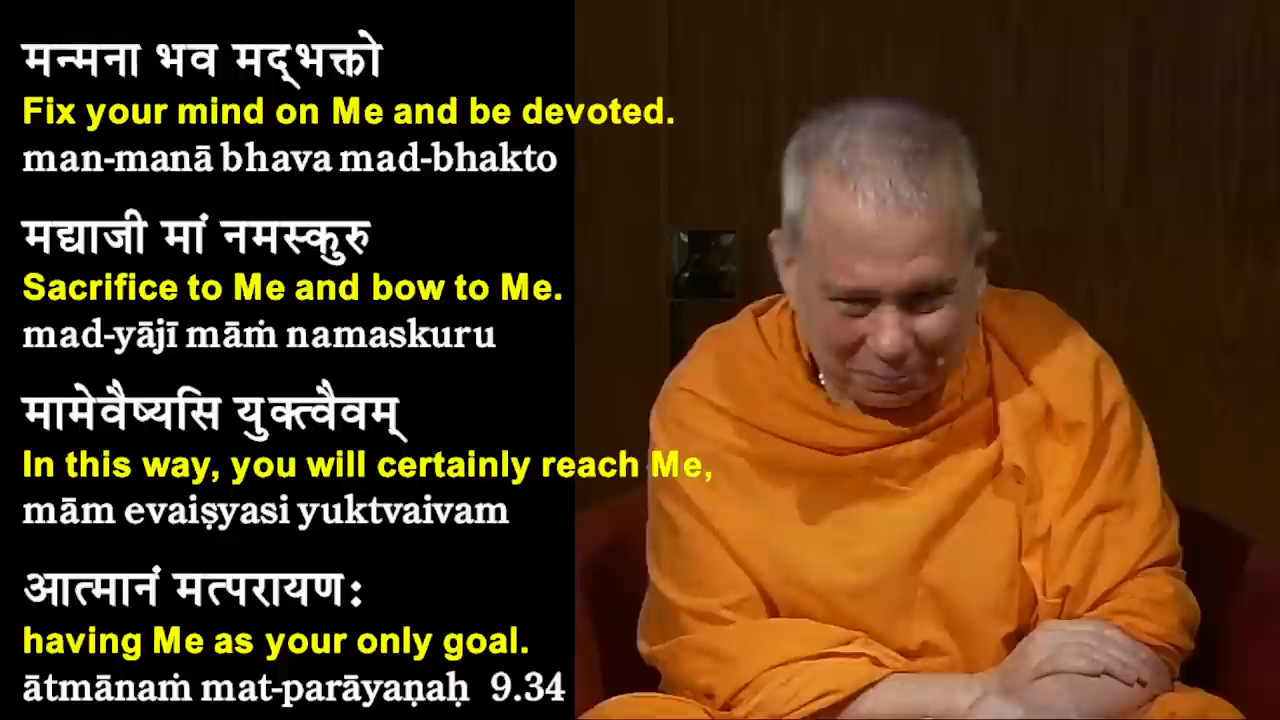 मन्मना भव मद्भक्तो
Fix your mind on Me and be devoted.
man-manā bhava mad-bhakto
मद्याजी मां नमस्कुरु
Sacrifice to Me and bow to Me.
mad-yājī māṁ namaskuru
मामेवैष्यसि युक्त्वैवम्
In this way, you will certainly reach Me,
mām evaiṣyasi yuktvaivam
आत्मानं मत्परायणः
having Me as your only goal.
ātmānaṁ mat-parāyaṇaḥ 9.34